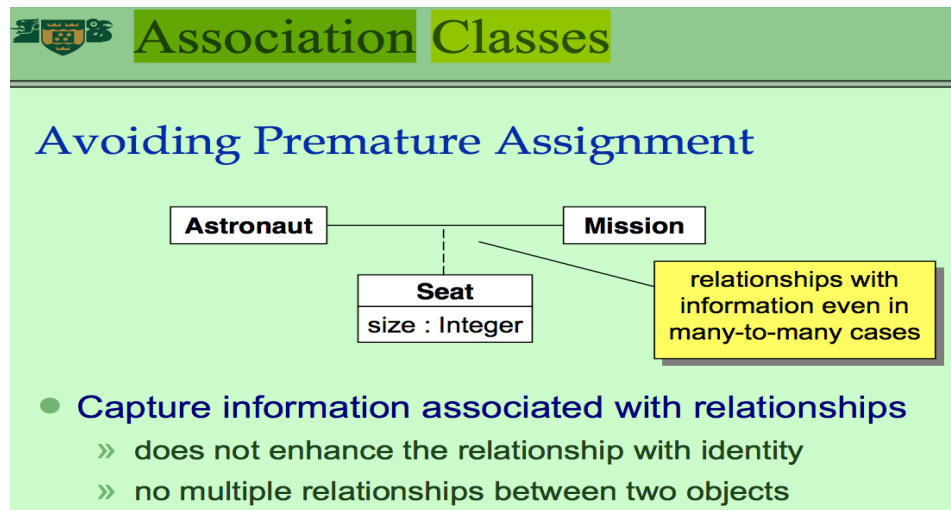 Association Classes
Avoiding Premature Assignment
Astronaut
Mission
Seat
size : Integer
relationships with
information even in
many-to-many cases
Capture information associated with relationships
» does not enhance the relationship with identity
» no multiple relationships between two objects